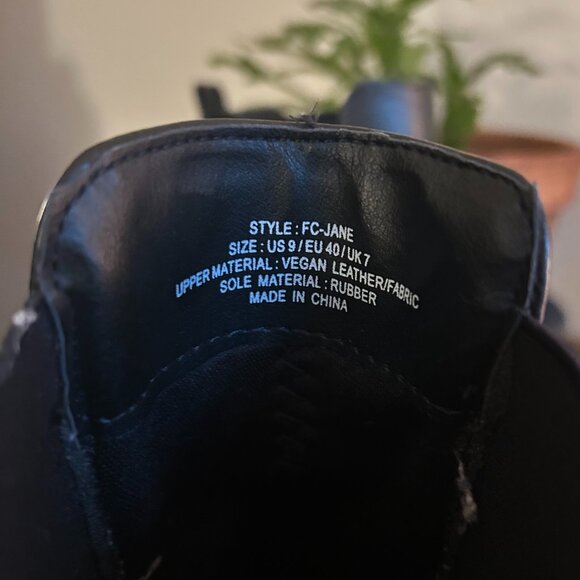 STYLE : FC-JANE
SIZE : US 9 / EU 40 / UK 7
UPPER MATERIAL : VEGAN LEATHER/FABRIC
SOLE MATERIAL : RUBBER
MADE IN CHINA